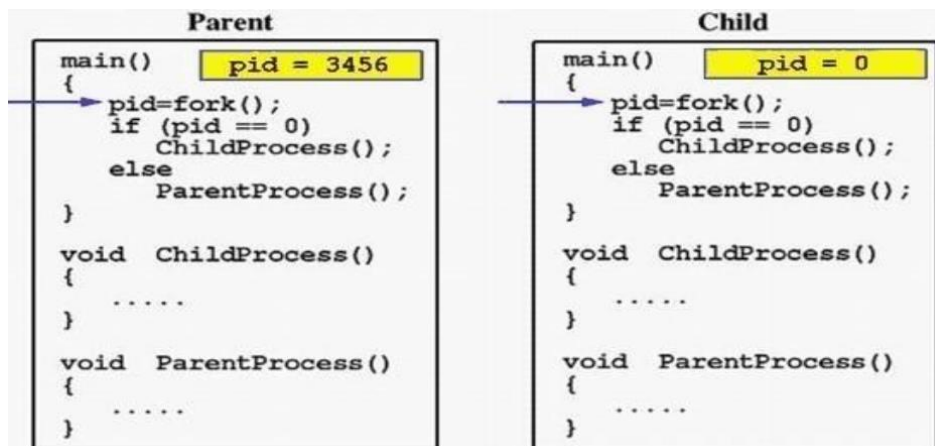 Parent
main()
pid = 3456
{
pid=fork();
if (pid == 0)
ChildProcess();
else
ParentProcess();
}
void ChildProcess()
{
.....
}
void ParentProcess()
{
.....
}
Child
main()
pid = 0
{
pid=fork();
if (pid == 0)
ChildProcess();
else
ParentProcess();
}
void ChildProcess()
{
.....
}
void ParentProcess()
{
.....
}